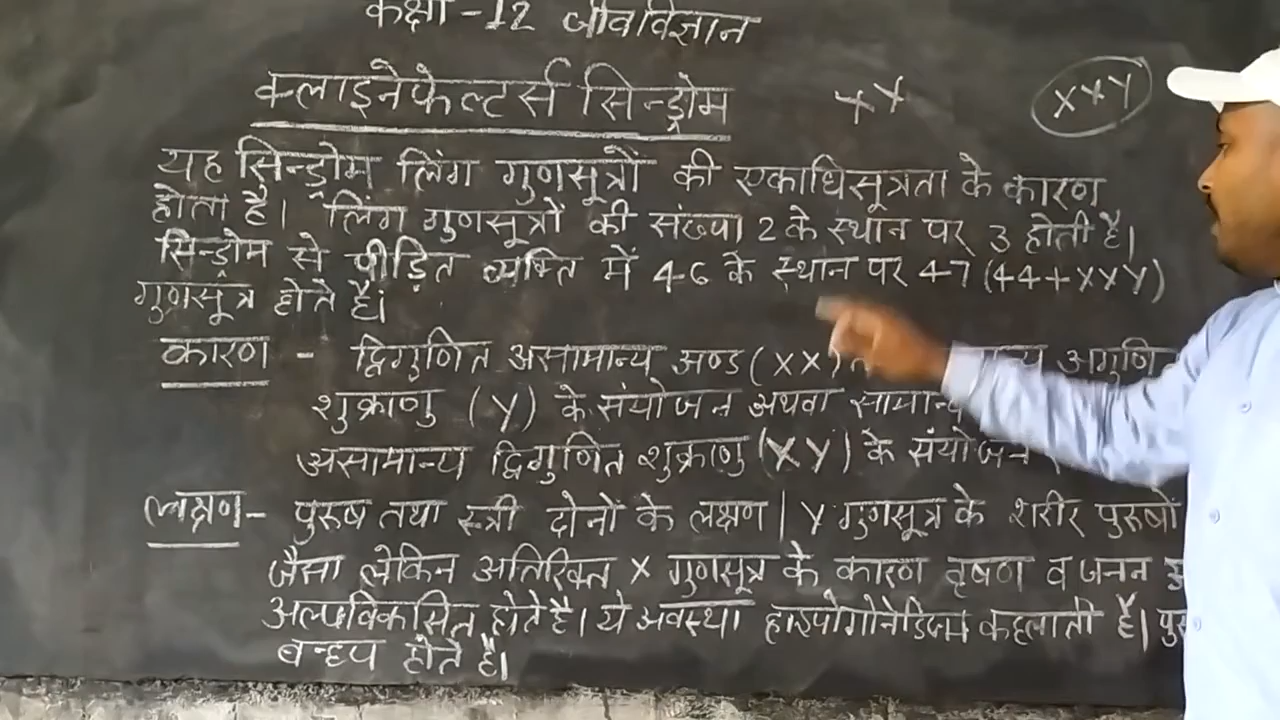 कक्षा-12 जीवविज्ञान
क्लाइनेफेल्टर्स सिन्ड्रोम XY XXY
यह सिन्ड्रोम लिंग गुणसूत्रों की एकाधिसूत्रता के कारण
होता है। लिंग गुणसूत्रों की संख्या 2 के स्थान पर 3 होती है।
सिन्ड्रोम से पीड़ित व्यक्ति में 46 के स्थान पर 47 (44+XXY)
गुणसूत्र होते हैं।
कारण - द्विगुणित असामान्य अण्ड (XX) अगुणित
शुक्राणु (Y) के संयोजन अथवा सामान्य
असामान्य द्विगुणित शुक्राणु (XY) के संयोजन
लक्षण- पुरुष तथा स्त्री दोनों के लक्षण | Y गुणसूत्र के शरीर पुरुषों
जैसा लेकिन अतिरिक्त X गुणसूत्र के कारण वृषण व जनन
अल्पविकसित होते है। ये अवस्था हाइपोगोनेडिज्म कहलाती है।
बन्ध्य होते हैं।